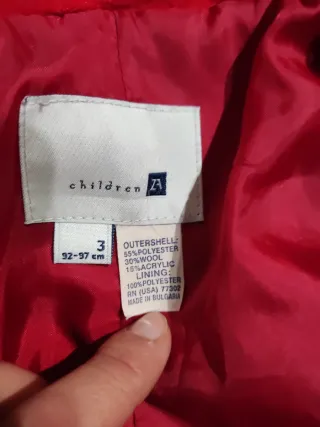 children A
3
92-97 cm
OUTERSHELL:
55%POLYESTER
30%WOOL
15%ACRYLIC
LINING:
100%POLYESTER
RN (USA) 77302
MADE IN BULGARIA